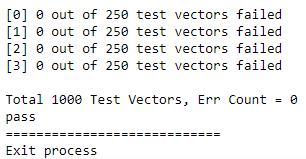 [0] 0 out of 250 test vectors failed
[1] 0 out of 250 test vectors failed
[2] 0 out of 250 test vectors failed
[3] 0 out of 250 test vectors failed

Total 1000 Test Vectors, Err Count = 0
pass
============================
Exit process